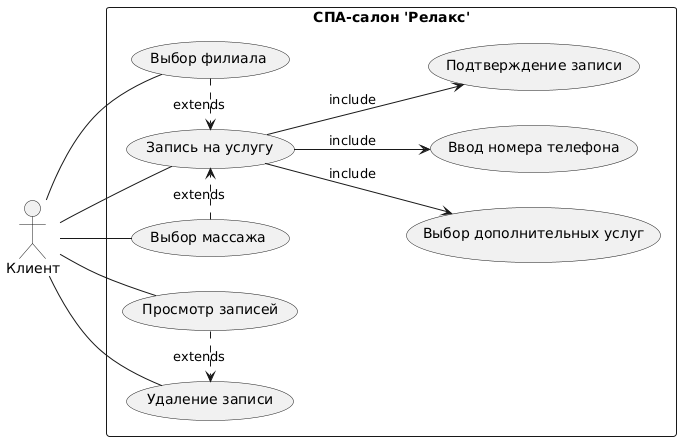 СПА-салон 'Релакс'
Выбор филиала
Подтверждение записи
extends
include
Запись на услугу
include
Ввод номера телефона
include
extends
Выбор массажа
Выбор дополнительных услуг
Клиент
Просмотр записей
extends
Удаление записи